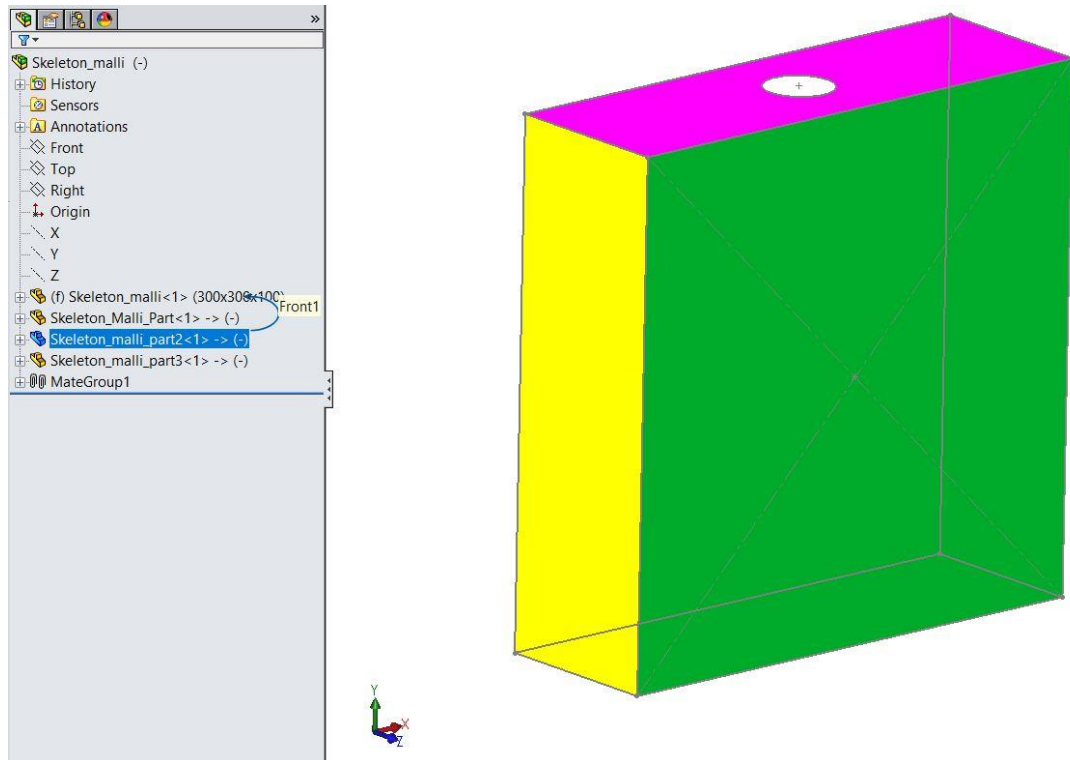 »
Skeleton_malli (-)
History
Sensors
A Annotations
Front
Top
Right
Origin
X
Y
Z
(f) Skeleton_malli<1> (300x300x100)
Front1
Skeleton_Malli_Part<1> -> (-)
Skeleton_malli_part2<1> -> (-)
Skeleton_malli_part3<1> -> (-)
MateGroup1
Y
X
Z